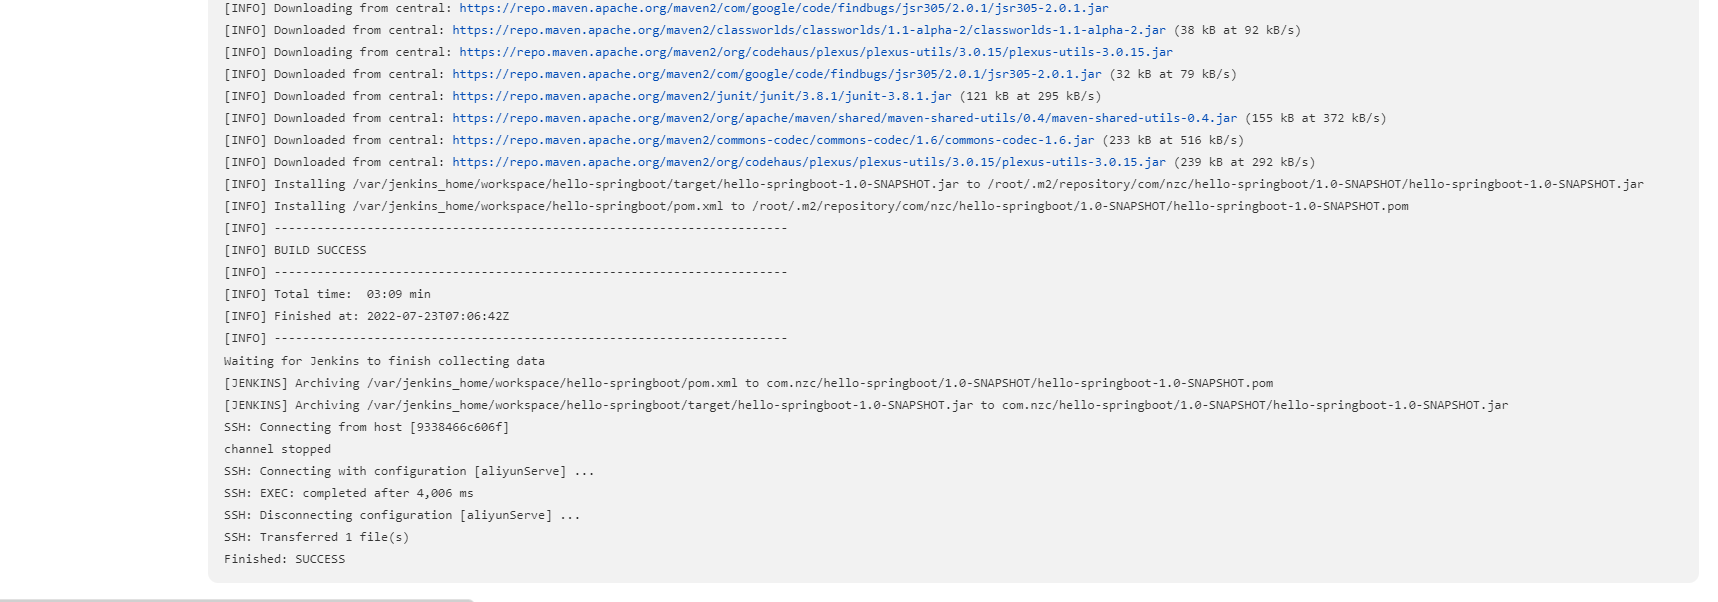 [INFO] Downloading from central: https://repo.maven.apache.org/maven2/com/google/code/findbugs/jsr305/2.0.1/jsr305-2.0.1.jar
[INFO] Downloaded from central: https://repo.maven.apache.org/maven2/classworlds/classworlds/1.1-alpha-2/classworlds-1.1-alpha-2.jar (38 kB at 92 kB/s)
[INFO] Downloading from central: https://repo.maven.apache.org/maven2/org/codehaus/plexus/plexus-utils/3.0.15/plexus-utils-3.0.15.jar
[INFO] Downloaded from central: https://repo.maven.apache.org/maven2/com/google/code/findbugs/jsr305/2.0.1/jsr305-2.0.1.jar (32 kB at 79 kB/s)
[INFO] Downloaded from central: https://repo.maven.apache.org/maven2/junit/junit/3.8.1/junit-3.8.1.jar (121 kB at 295 kB/s)
[INFO] Downloaded from central: https://repo.maven.apache.org/maven2/org/apache/maven/shared/maven-shared-utils/0.4/maven-shared-utils-0.4.jar (155 kB at 372 kB/s)
[INFO] Downloaded from central: https://repo.maven.apache.org/maven2/commons-codec/commons-codec/1.6/commons-codec-1.6.jar (233 kB at 516 kB/s)
[INFO] Downloaded from central: https://repo.maven.apache.org/maven2/org/codehaus/plexus/plexus-utils/3.0.15/plexus-utils-3.0.15.jar (239 kB at 292 kB/s)
[INFO] Installing /var/jenkins_home/workspace/hello-springboot/target/hello-springboot-1.0-SNAPSHOT.jar to /root/.m2/repository/com/nzc/hello-springboot/1.0-SNAPSHOT/hello-springboot-1.0-SNAPSHOT.jar
[INFO] Installing /var/jenkins_home/workspace/hello-springboot/pom.xml to /root/.m2/repository/com/nzc/hello-springboot/1.0-SNAPSHOT/hello-springboot-1.0-SNAPSHOT.pom
[INFO] ------------------------------------------------------------------------
[INFO] BUILD SUCCESS
[INFO] ------------------------------------------------------------------------
[INFO] Total time:  03:09 min
[INFO] Finished at: 2022-07-23T07:06:42Z
[INFO] ------------------------------------------------------------------------
Waiting for Jenkins to finish collecting data
[JENKINS] Archiving /var/jenkins_home/workspace/hello-springboot/pom.xml to com.nzc/hello-springboot/1.0-SNAPSHOT/hello-springboot-1.0-SNAPSHOT.pom
[JENKINS] Archiving /var/jenkins_home/workspace/hello-springboot/target/hello-springboot-1.0-SNAPSHOT.jar to com.nzc/hello-springboot/1.0-SNAPSHOT/hello-springboot-1.0-SNAPSHOT.jar
SSH: Connecting from host [9338466c606f]
channel stopped
SSH: Connecting with configuration [aliyunServe] ...
SSH: EXEC: completed after 4,006 ms
SSH: Disconnecting configuration [aliyunServe] ...
SSH: Transferred 1 file(s)
Finished: SUCCESS